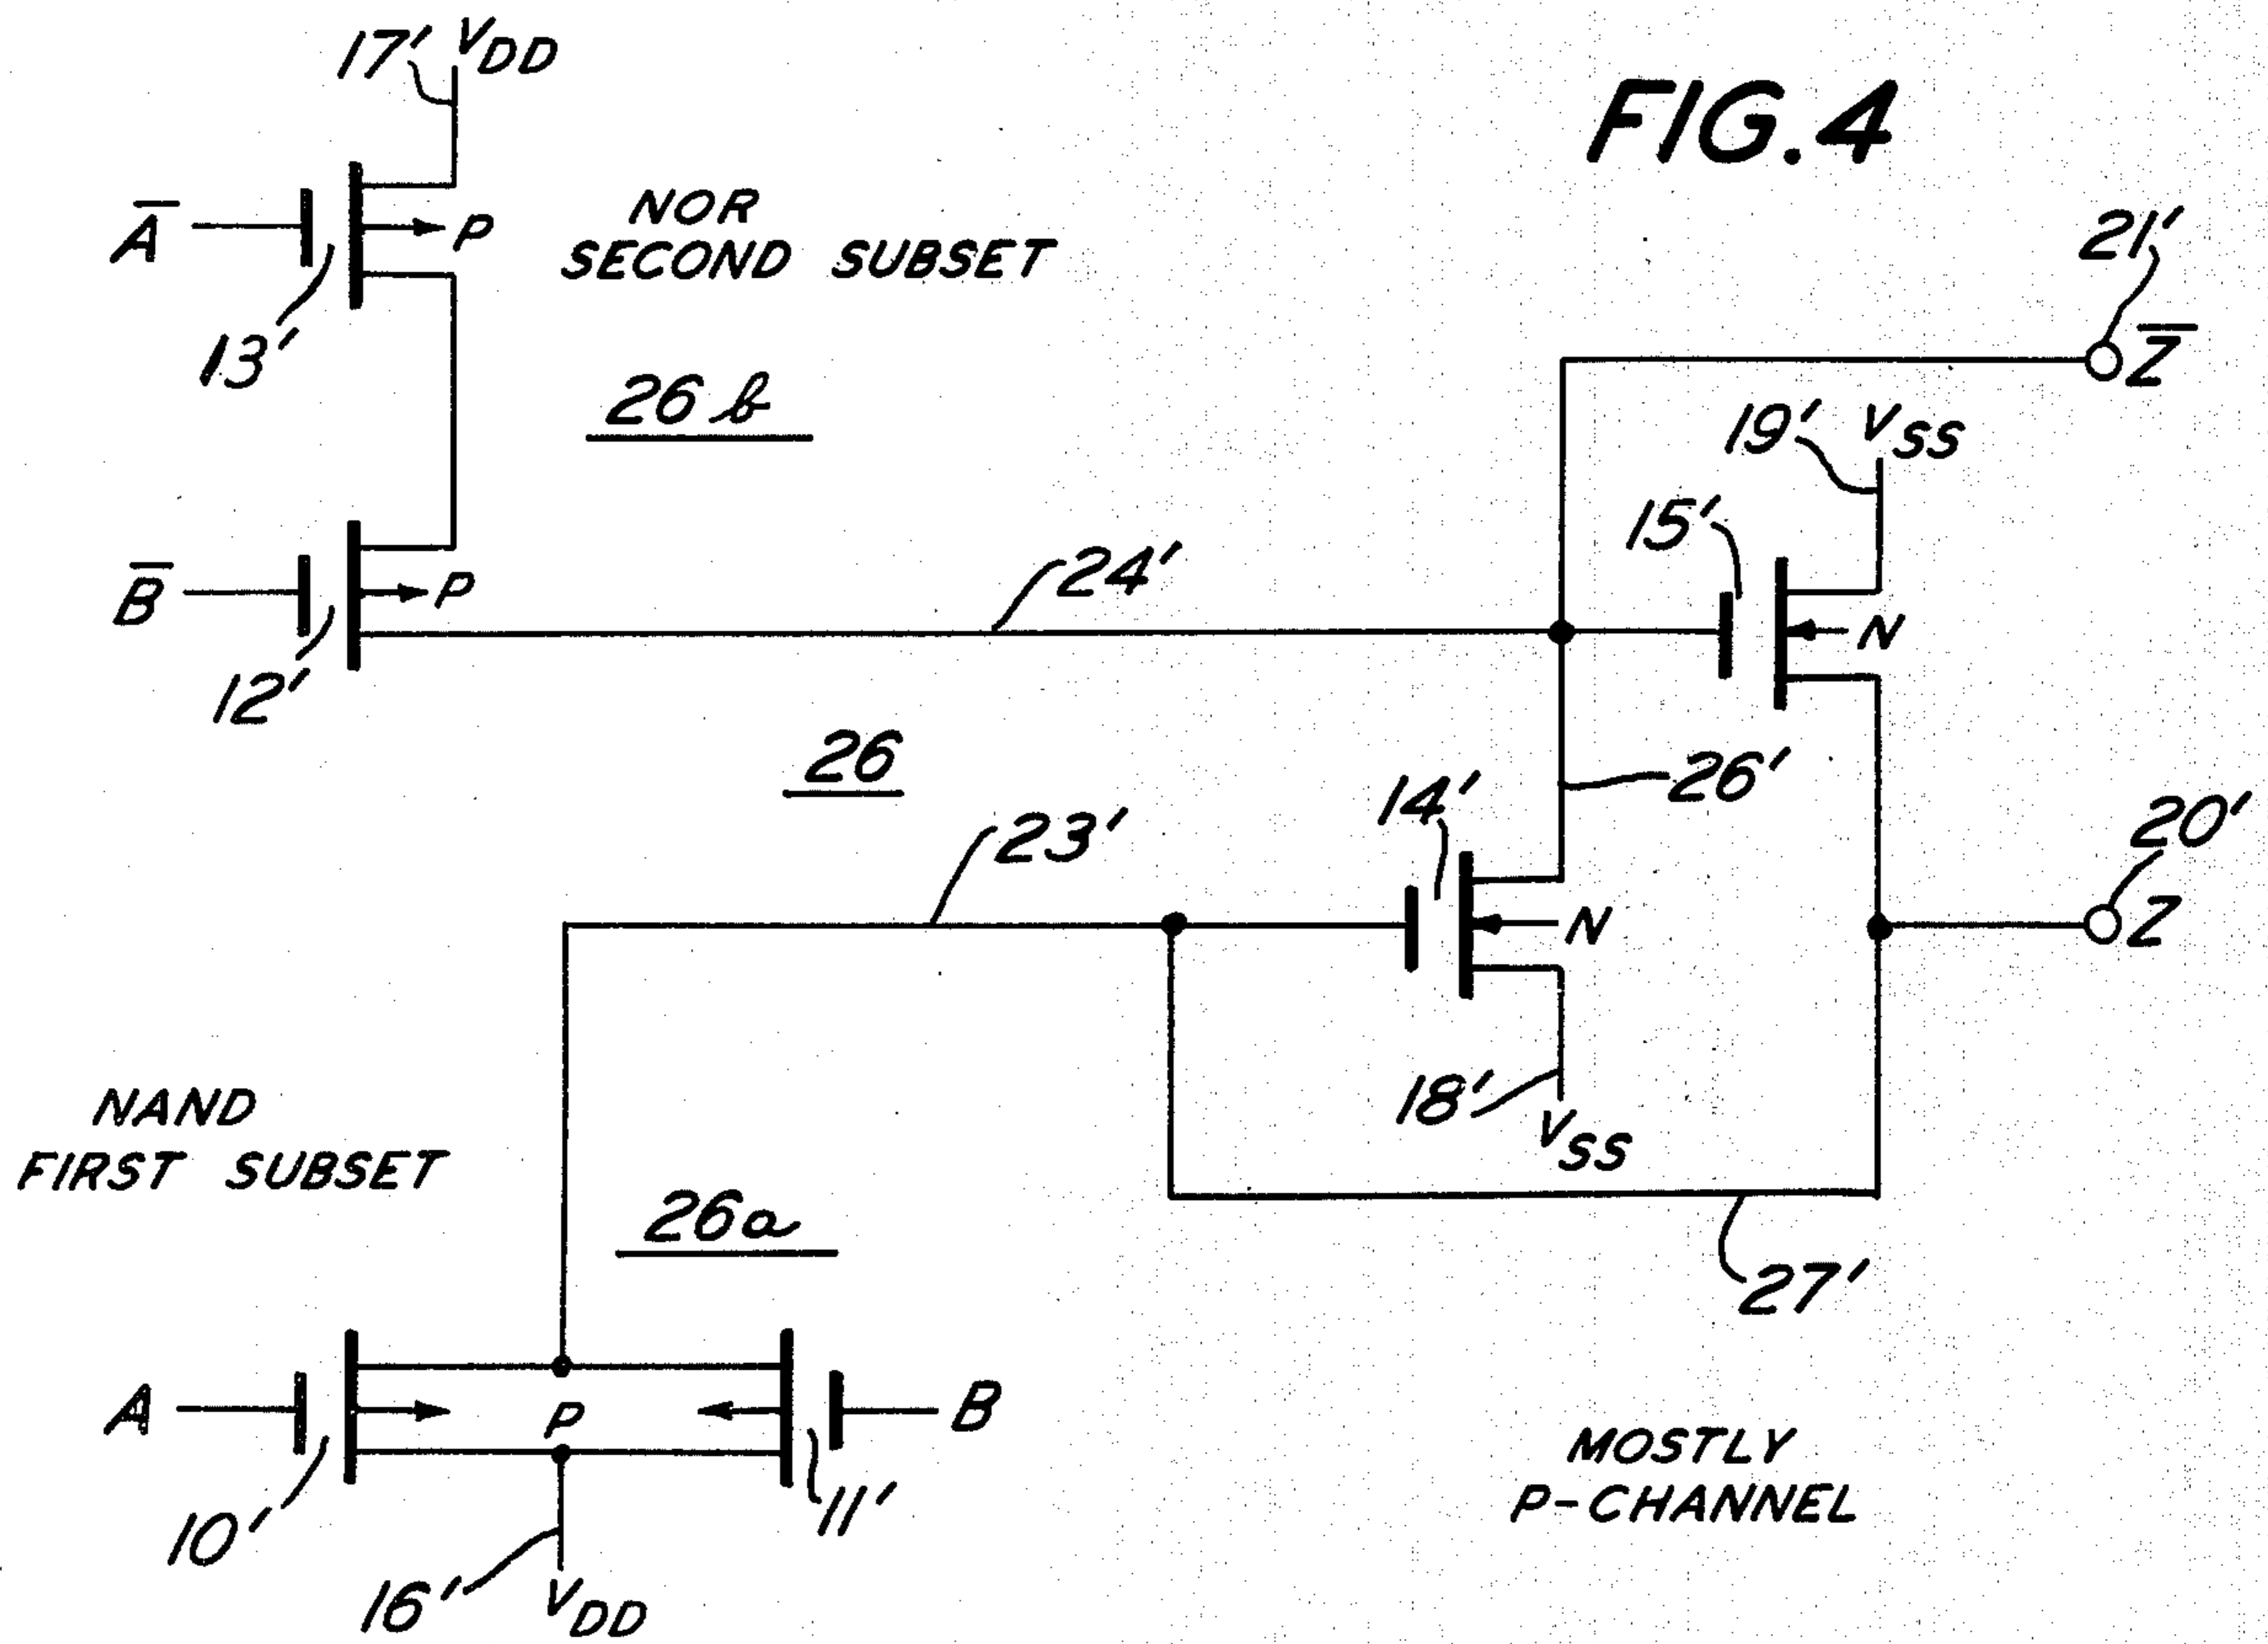 FIG.4
17' VDD
A̅
P
13'
NOR
SECOND SUBSET
26b
21'
Z̅
19' VSS
15'
N
B̅
P
12'
24'
26
26'
14'
N
20'
Z
23'
18'
VSS
NAND
FIRST SUBSET
26a
27'
A
P
B
10'
11'
16'
VDD
MOSTLY
P-CHANNEL